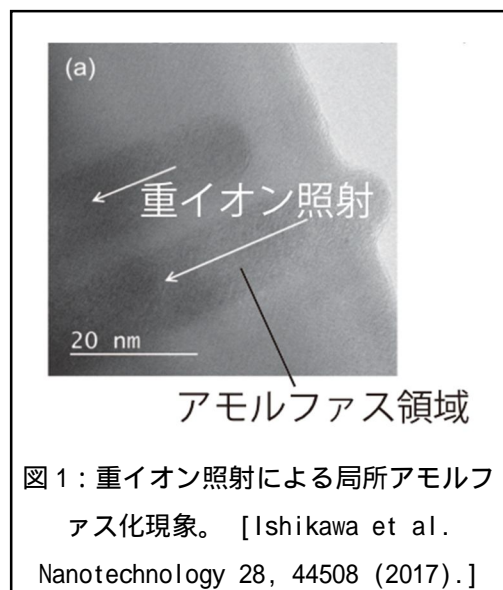 (a)
重イオン照射
20 nm
アモルファス領域
図1：重イオン照射による局所アモルフ
ァス化現象。 [Ishikawa et al.
Nanotechnology 28, 44508 (2017).]